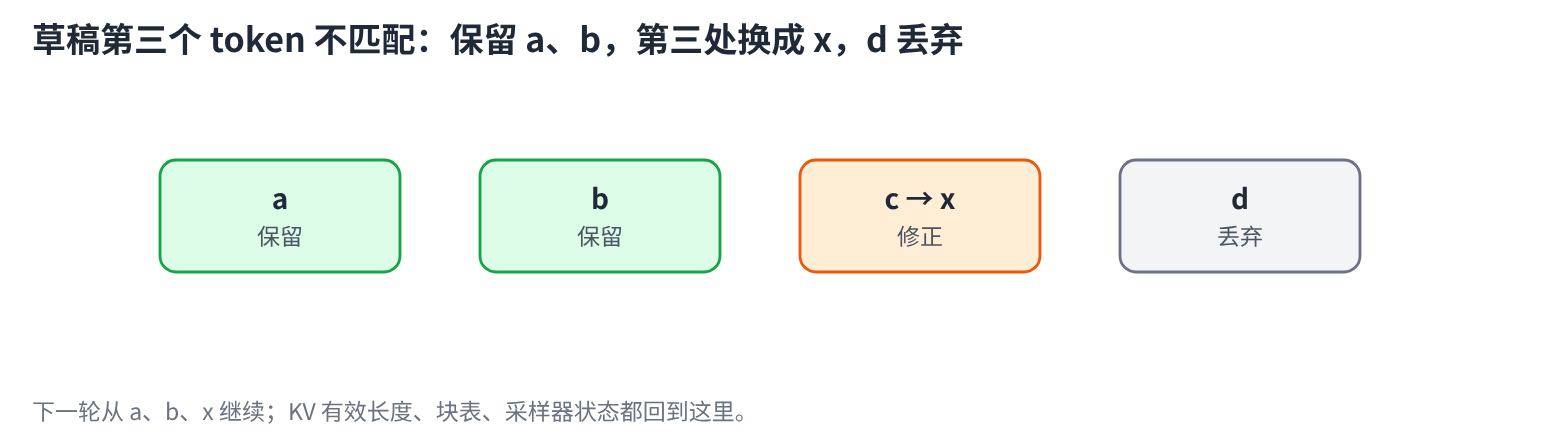 草稿第三个 token 不匹配：保留 a、b，第三处换成 x，d 丢弃
a
保留
b
保留
c → x
修正
d
丢弃
下一轮从 a、b、x 继续；KV 有效长度、块表、采样器状态都回到这里。